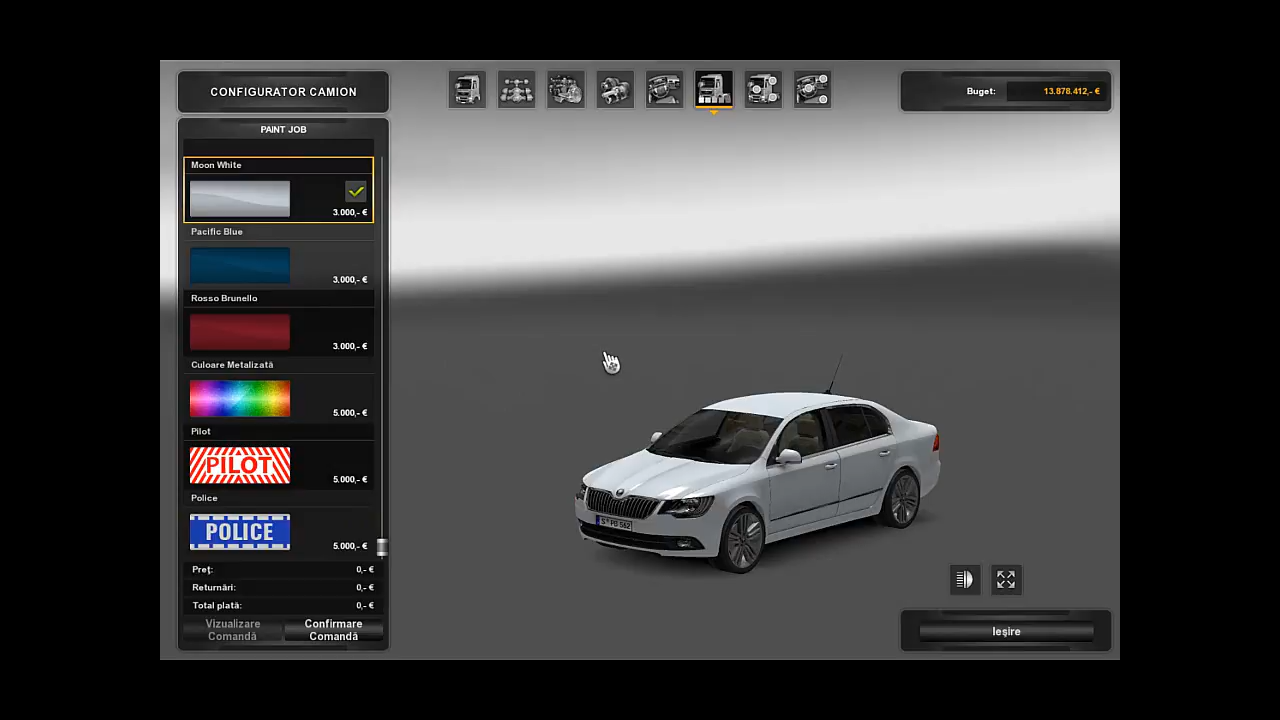 CONFIGURATOR CAMION
Buget: 13.878.412,- €
PAINT JOB
Moon White
3.000,- €
Pacific Blue
3.000,- €
Rosso Brunello
3.000,- €
Culoare Metalizată
5.000,- €
Pilot
PILOT
5.000,- €
Police
POLICE
5.000,- €
Preţ: 0,- €
Returnări: 0,- €
Total plată: 0,- €
Vizualizare Comandă
Confirmare Comandă
Ieşire